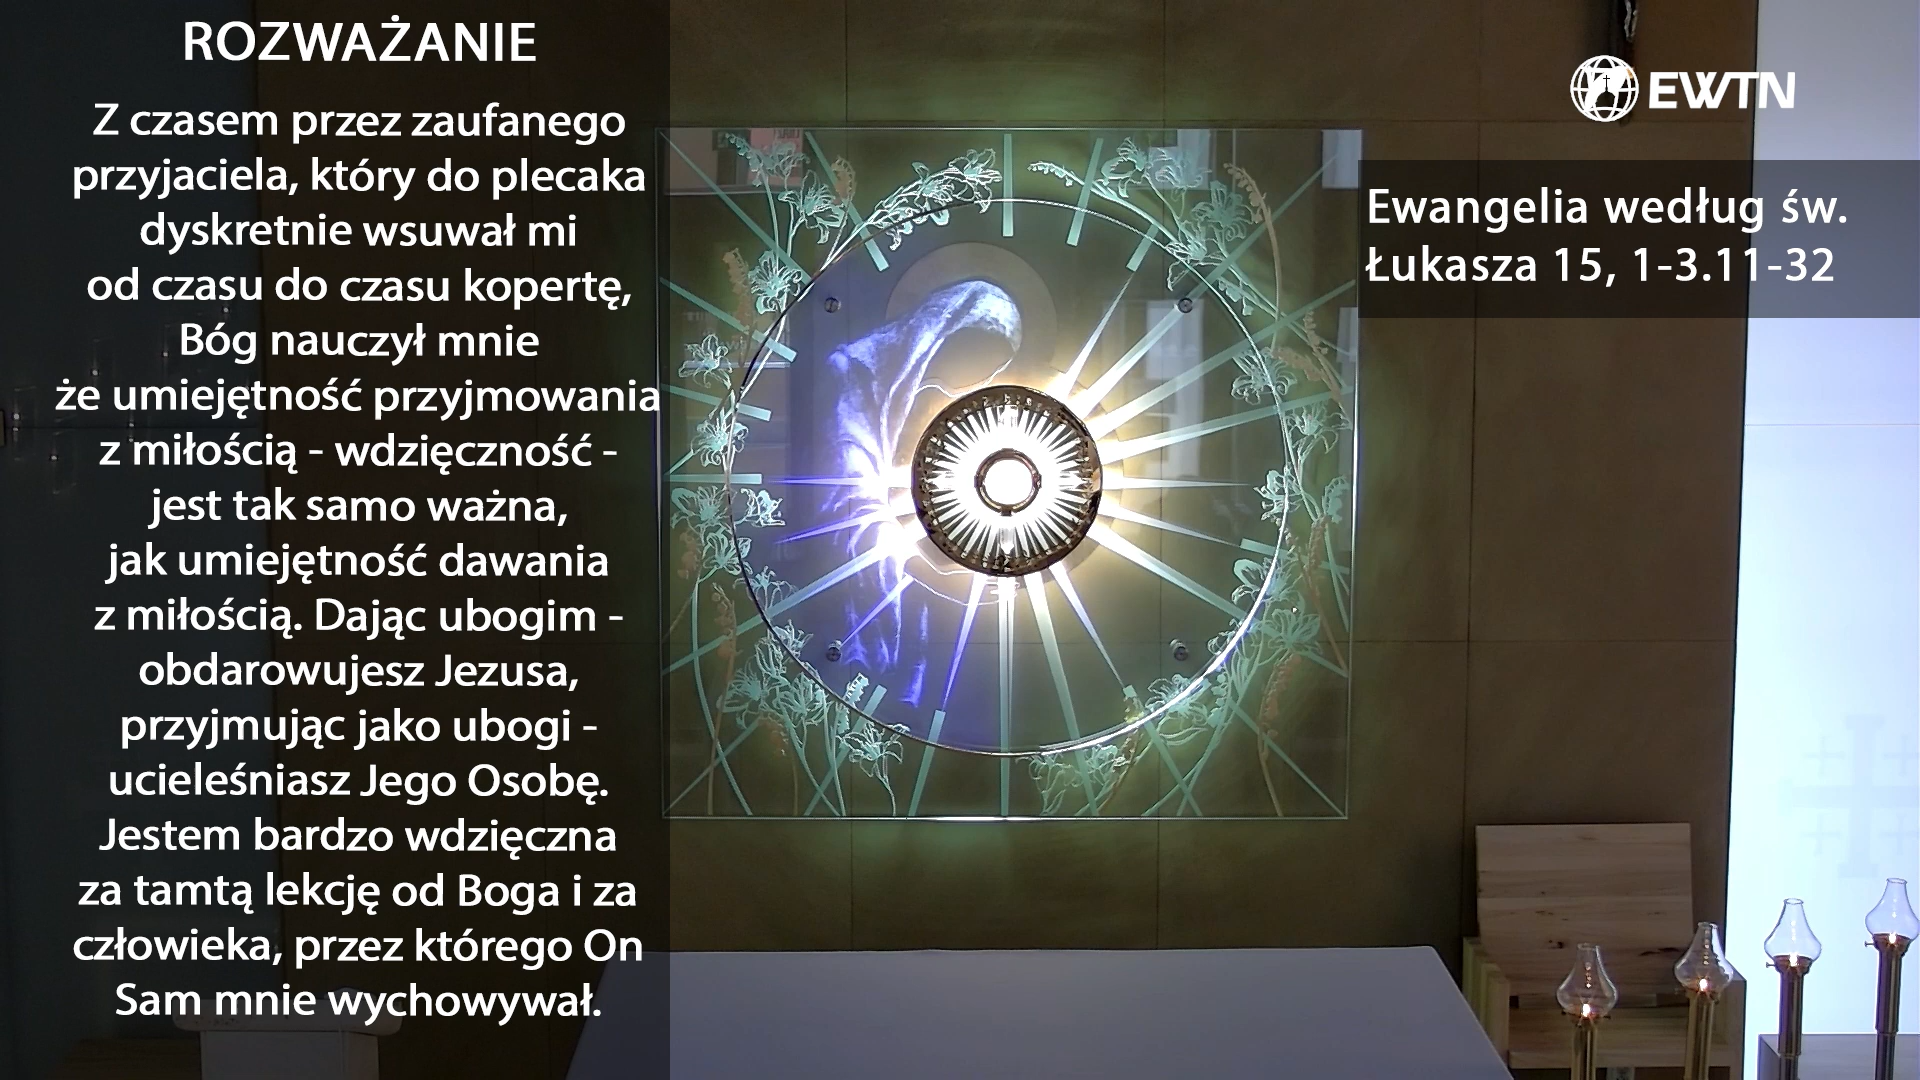 ROZWAŻANIE
Z czasem przez zaufanego
przyjaciela, który do plecaka
dyskretnie wsuwał mi
od czasu do czasu kopertę,
Bóg nauczył mnie
że umiejętność przyjmowania
z miłością - wdzięczność -
jest tak samo ważna,
jak umiejętność dawania
z miłością. Dając ubogim -
obdarowujesz Jezusa,
przyjmując jako ubogi -
ucieleśniasz Jego Osobę.
Jestem bardzo wdzięczna
za tamtą lekcję od Boga i za
człowieka, przez którego On
Sam mnie wychowywał.
EWTN
Ewangelia według św.
Łukasza 15, 1-3.11-32